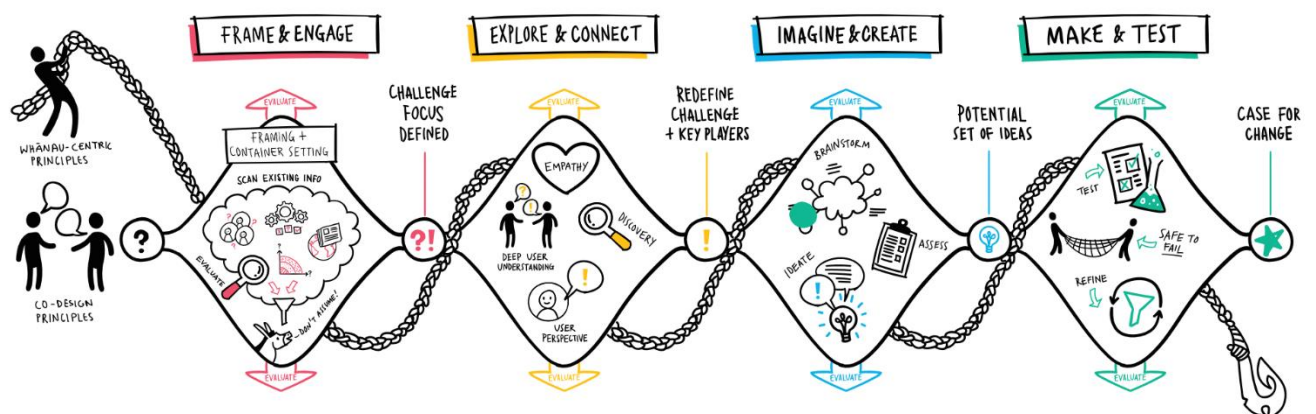 FRAME & ENGAGE
EXPLORE & CONNECT
IMAGINE & CREATE
MAKE & TEST
WHĀNAU-CENTRIC
PRINCIPLES
CO-DESIGN
PRINCIPLES
?
EVALUATE
FRAMING +
CONTAINER SETTING
SCAN EXISTING INFO
?
?
?
?
?
?
EVALUATE
DON'T ASSUME!
EVALUATE
CHALLENGE
FOCUS
DEFINED
?!
EVALUATE
EMPATHY
?
!
DEEP USER
UNDERSTANDING
DISCOVERY
!
USER
PERSPECTIVE
EVALUATE
REDEFINE
CHALLENGE
+ KEY PLAYERS
!
EVALUATE
BRAINSTORM
ASSESS
IDEATE
!
EVALUATE
POTENTIAL
SET OF IDEAS
EVALUATE
TEST
SAFE TO
FAIL
REFINE
EVALUATE
CASE FOR
CHANGE